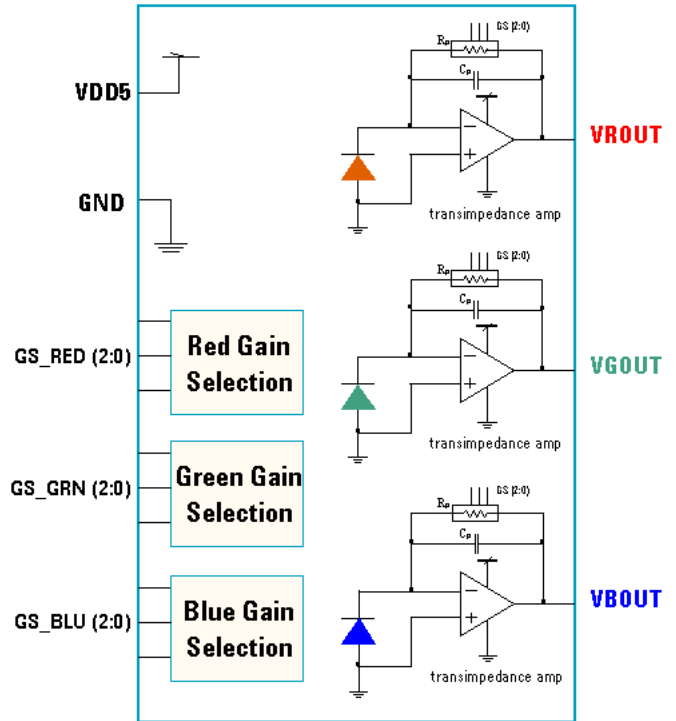 VDD5
GND
GS_RED (2:0)
Red Gain
Selection
GS_GRN (2:0)
Green Gain
Selection
GS_BLU (2:0)
Blue Gain
Selection
GS (2:0)
Rp
Cp
−
+
transimpedance amp
VROUT
GS (2:0)
Rp
Cp
−
+
transimpedance amp
VGOUT
GS (2:0)
Rp
Cp
−
+
transimpedance amp
VBOUT